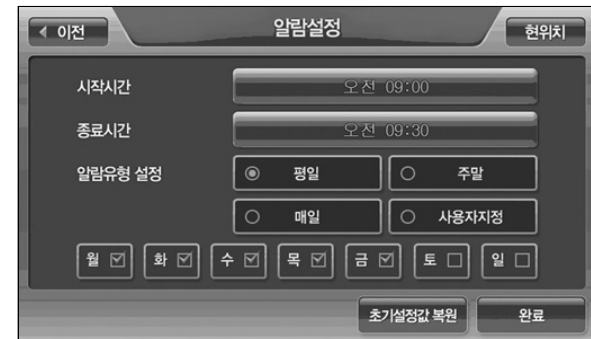 이전 알람설정 현위치
시작시간 오전 09:00
종료시간 오전 09:30
알람유형 설정 평일 주말
매일 사용자지정
월 화 수 목 금 토 일
초기설정값 복원 완료